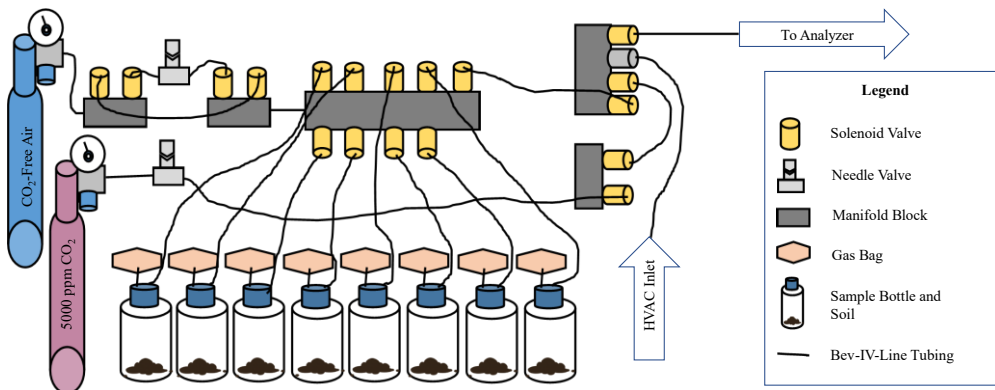 CO₂-Free Air
5000 ppm CO₂
HVAC Inlet
To Analyzer
Legend
Solenoid Valve
Needle Valve
Manifold Block
Gas Bag
Sample Bottle and
Soil
Bev-IV-Line Tubing